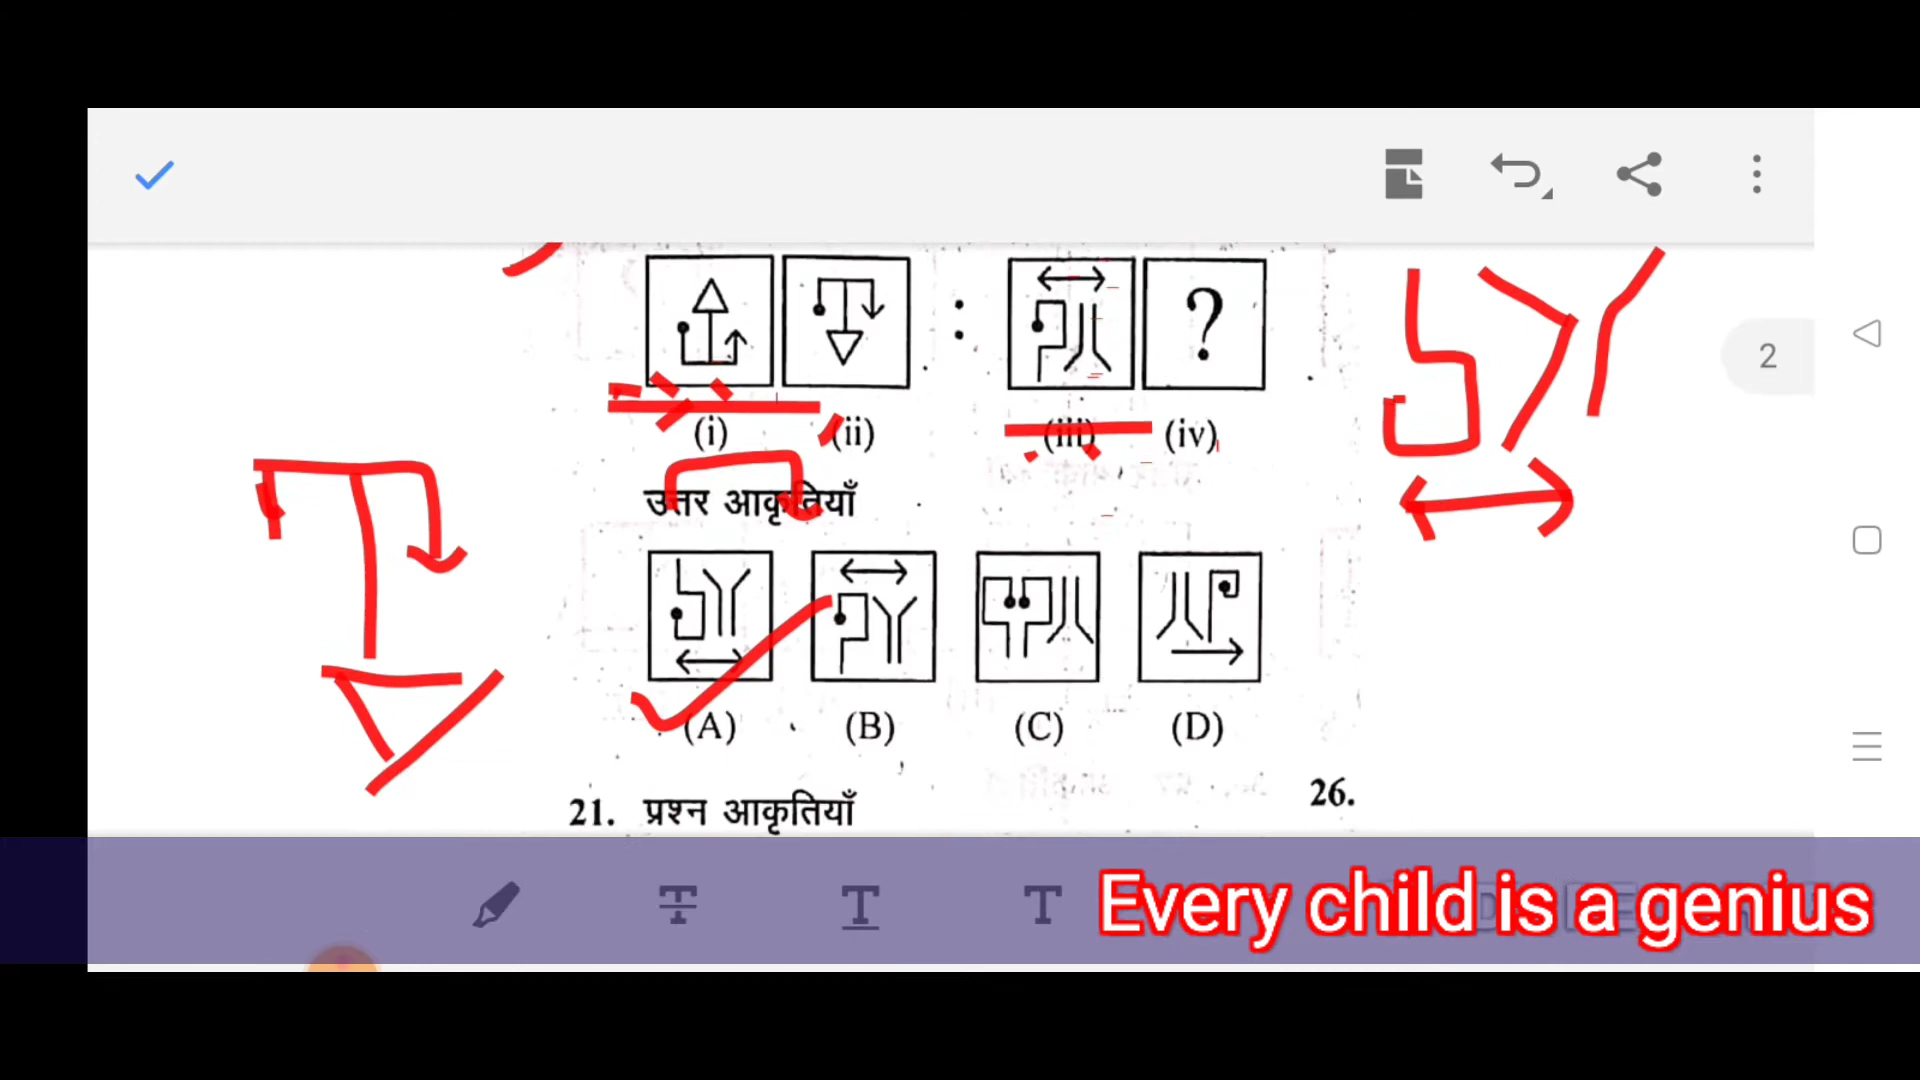 ?
2
(i) (ii) : (iii) (iv)
उत्तर आकृतियाँ
(A) (B) (C) (D)
21. प्रश्न आकृतियाँ
26.
T T T
Every child is a genius